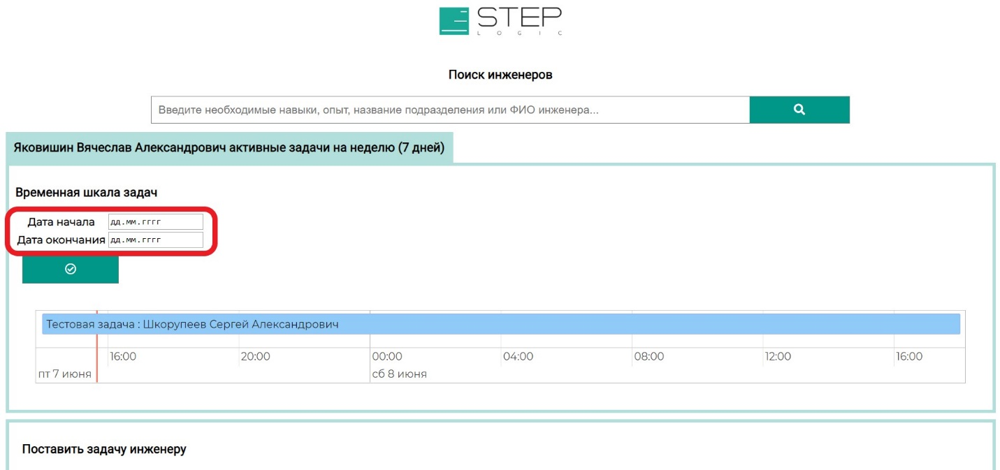 STEP
LOGIC
Поиск инженеров
Введите необходимые навыки, опыт, название подразделения или ФИО инженера...
Яковишин Вячеслав Александрович активные задачи на неделю (7 дней)
Временная шкала задач
Дата начала дд.мм.гггг
Дата окончания дд.мм.гггг
Тестовая задача : Шкорупеев Сергей Александрович
16:00 20:00 00:00 04:00 08:00 12:00 16:00
пт 7 июня сб 8 июня
Поставить задачу инженеру